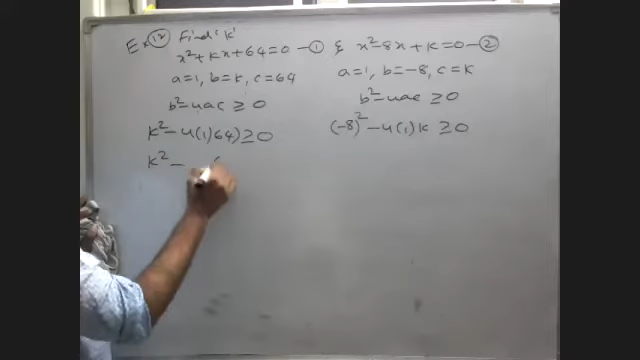 Ex 12 Find 'k'
x²+kx+64=0 —① & x²-8x+k=0 —②
a=1, b=k, c=64 a=1, b=-8, c=k
b²-4ac ≥ 0 b²-4ac ≥ 0
k²-4(1)64) ≥ 0 (-8)²-4(1)k ≥ 0
k² -